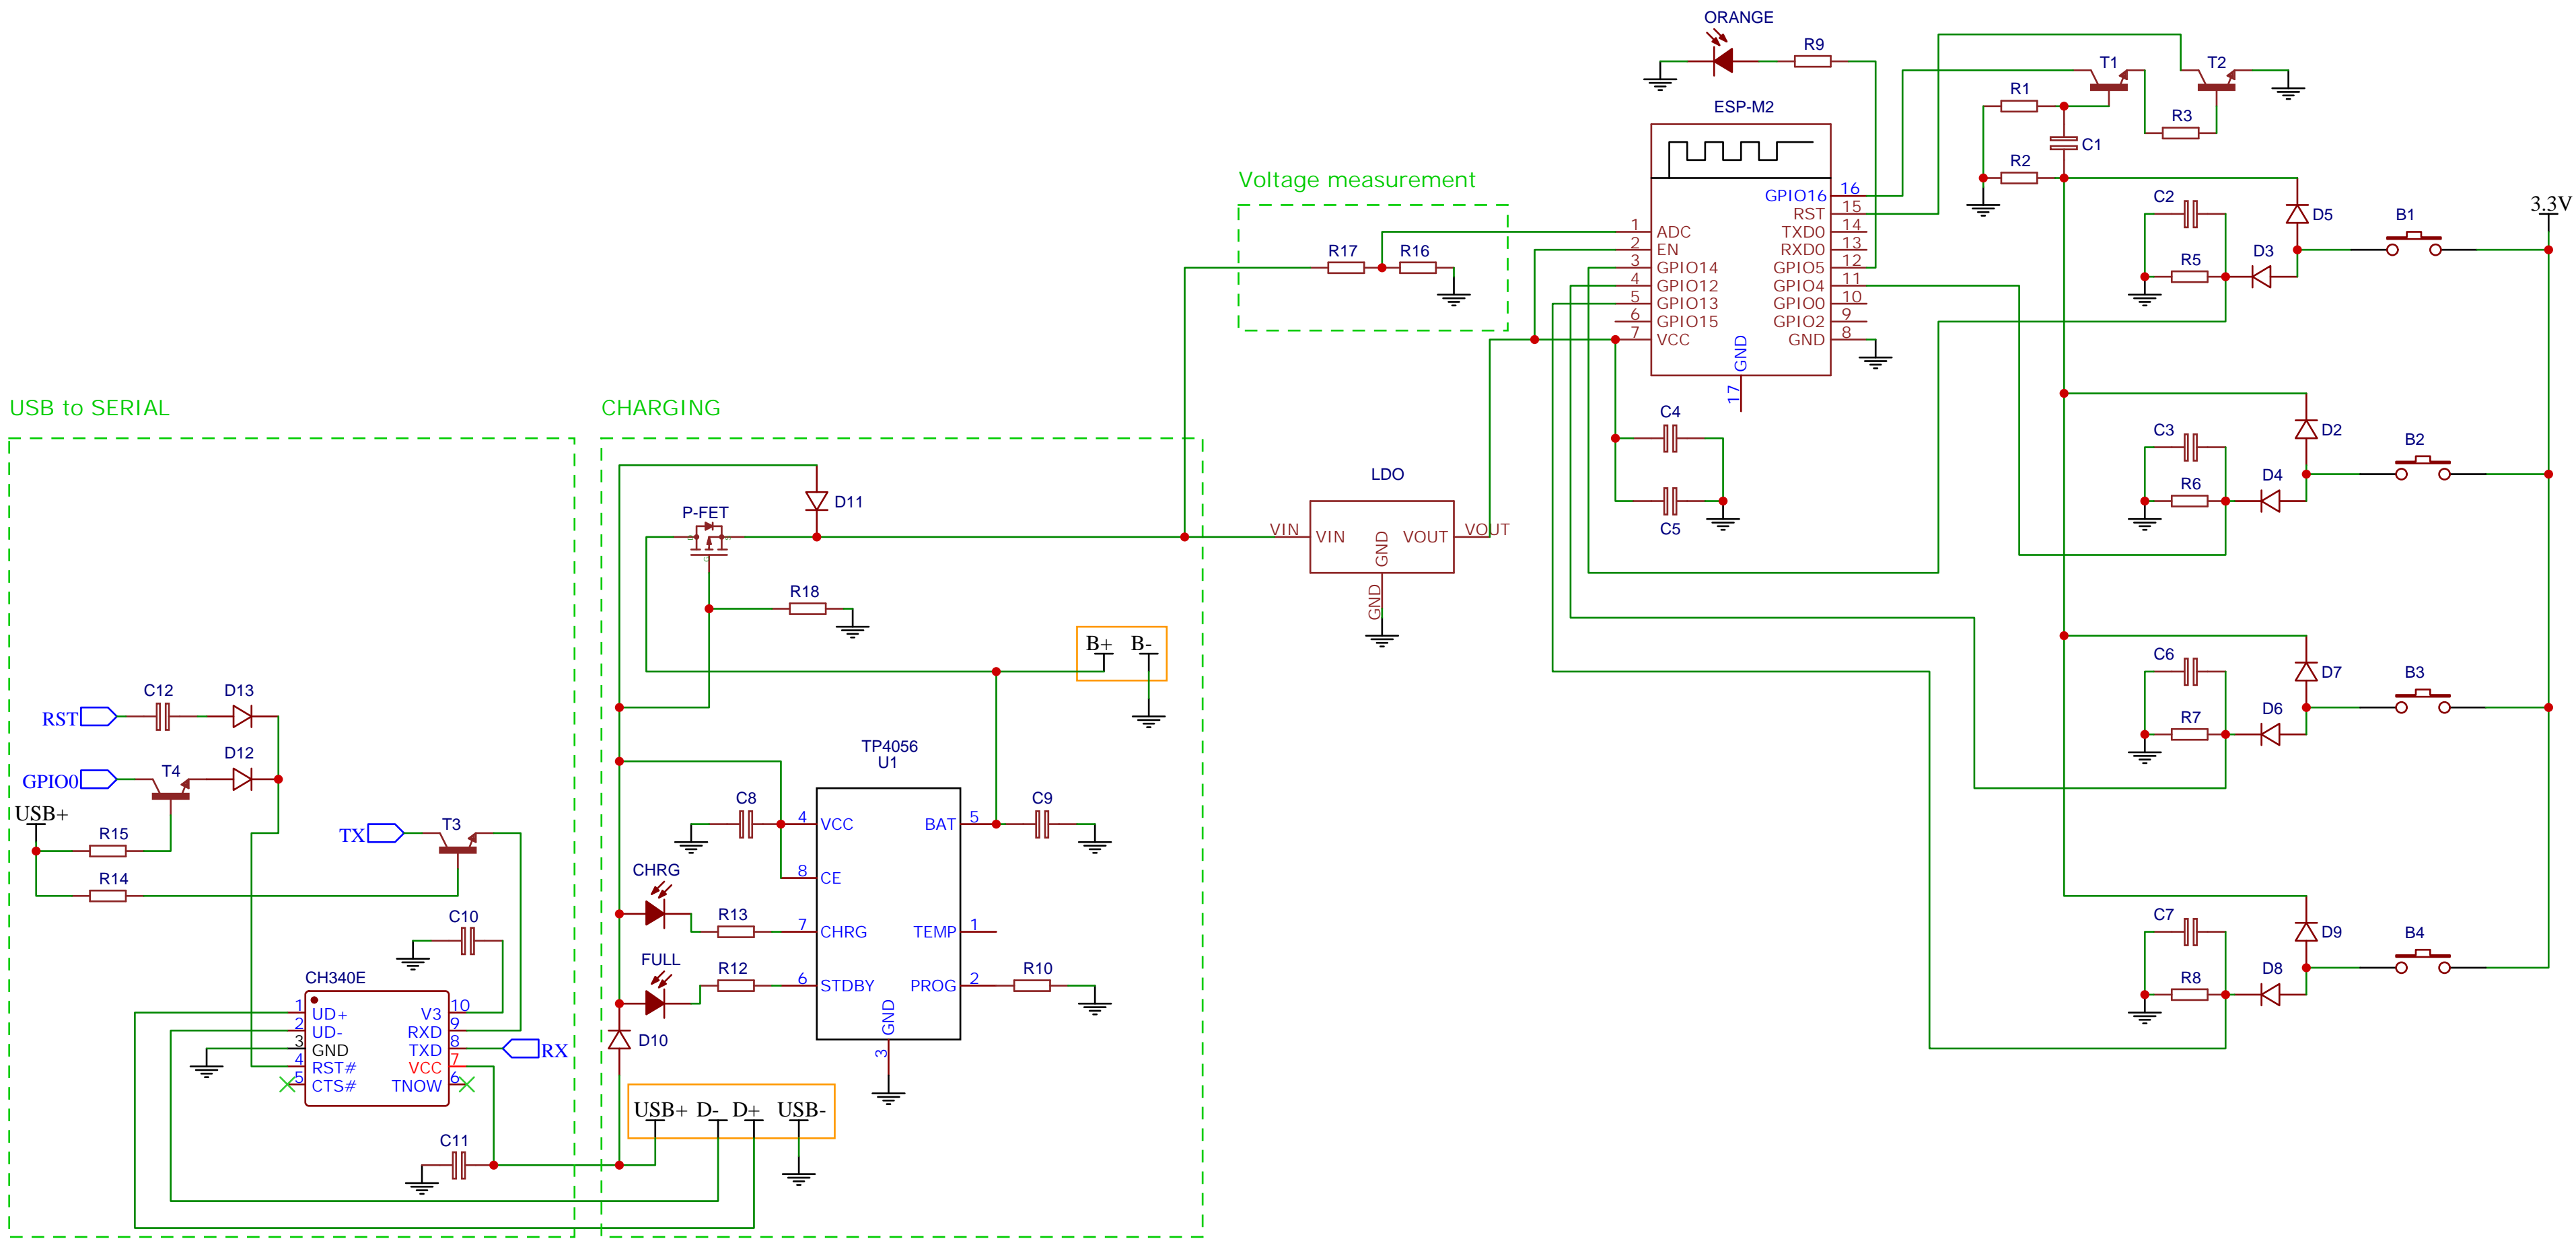 ORANGE
R9
T1
T2
R1
R3
C1
R2
ESP-M2
GPIO16 16
RST 15
TXD0 14
RXD0 13
GPIO5 12
GPIO4 11
GPIO0 10
GPIO2 9
GND 8
1 ADC
2 EN
3 GPIO14
4 GPIO12
5 GPIO13
6 GPIO15
7 VCC
GND
17
Voltage measurement
R17
R16
C4
C5
LDO
VIN
VIN
VOUT
VOUT
GND
GND
3.3V
C2
R5
D3
D5
B1
C3
R6
D4
D2
B2
C6
R7
D6
D7
B3
C7
R8
D8
D9
B4
USB to SERIAL
RST
C12
D13
GPIO0
T4
D12
USB+
R15
R14
TX
T3
C10
CH340E
1 UD+
2 UD-
3 GND
4 RST#
5 CTS#
V3 10
RXD 9
TXD 8
VCC 7
TNOW 6
RX
C11
CHARGING
D11
P-FET
R18
B+ B-
TP4056
U1
C8
C9
4 VCC
8 CE
7 CHRG
6 STDBY
BAT 5
TEMP 1
PROG 2
GND
3
CHRG
R13
FULL
R12
R10
D10
USB+ D- D+ USB-